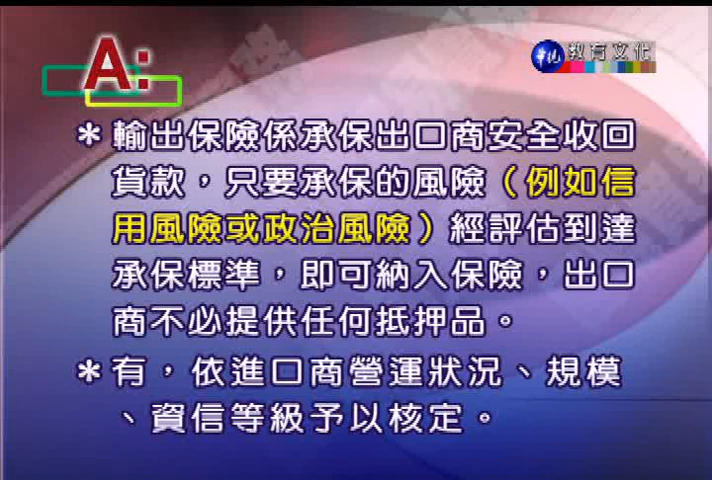 A:
華視 教育文化
＊輸出保險係承保出口商安全收回
貨款，只要承保的風險（例如信
用風險或政治風險）經評估到達
承保標準，即可納入保險，出口
商不必提供任何抵押品。
＊有，依進口商營運狀況、規模
、資信等級予以核定。